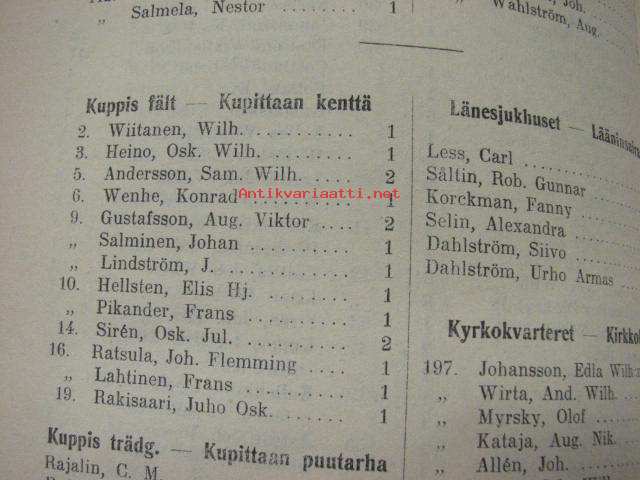 „ Salmela, Nestor . . . . . . . . . . 1
Kuppis fält — Kupittaan kenttä
2. Wiitanen, Wilh. . . . . . . . . . . 1
3. Heino, Osk. Wilh. . . . . . . . . . 1
5. Andersson, Sam. Wilh. . . . . . . . 2
6. Wenhe, Konrad . . . . . . . . . . 1
Antikvariaatti.net
9. Gustafsson, Aug. Viktor . . . . . . 2
„ Salminen, Johan . . . . . . . . . . 1
„ Lindström, J. . . . . . . . . . . . 1
10. Hellsten, Elis Hj. . . . . . . . . . 1
„ Pikander, Frans . . . . . . . . . . 1
14. Sirén, Osk. Jul. . . . . . . . . . . 2
16. Ratsula, Joh. Flemming . . . . . . 1
„ Lahtinen, Frans . . . . . . . . . . 1
19. Rakisaari, Juho Osk. . . . . . . . . 1
Kuppis trädg. — Kupittaan puutarha
Rajalin, C. M.
„ Wahlström, Aug.
Länesjukhuset —
Less, Carl
Såltin, Rob. Gunnar
Korckman, Fanny
Selin, Alexandra
Dahlström, Siivo
Dahlström, Urho Armas
Kyrkokvarteret —
197. Johansson, Edla
„ Wirta, And. Wilh.
„ Myrsky, Olof
„ Kataja, Aug. Nik.
„ Allén, Joh.